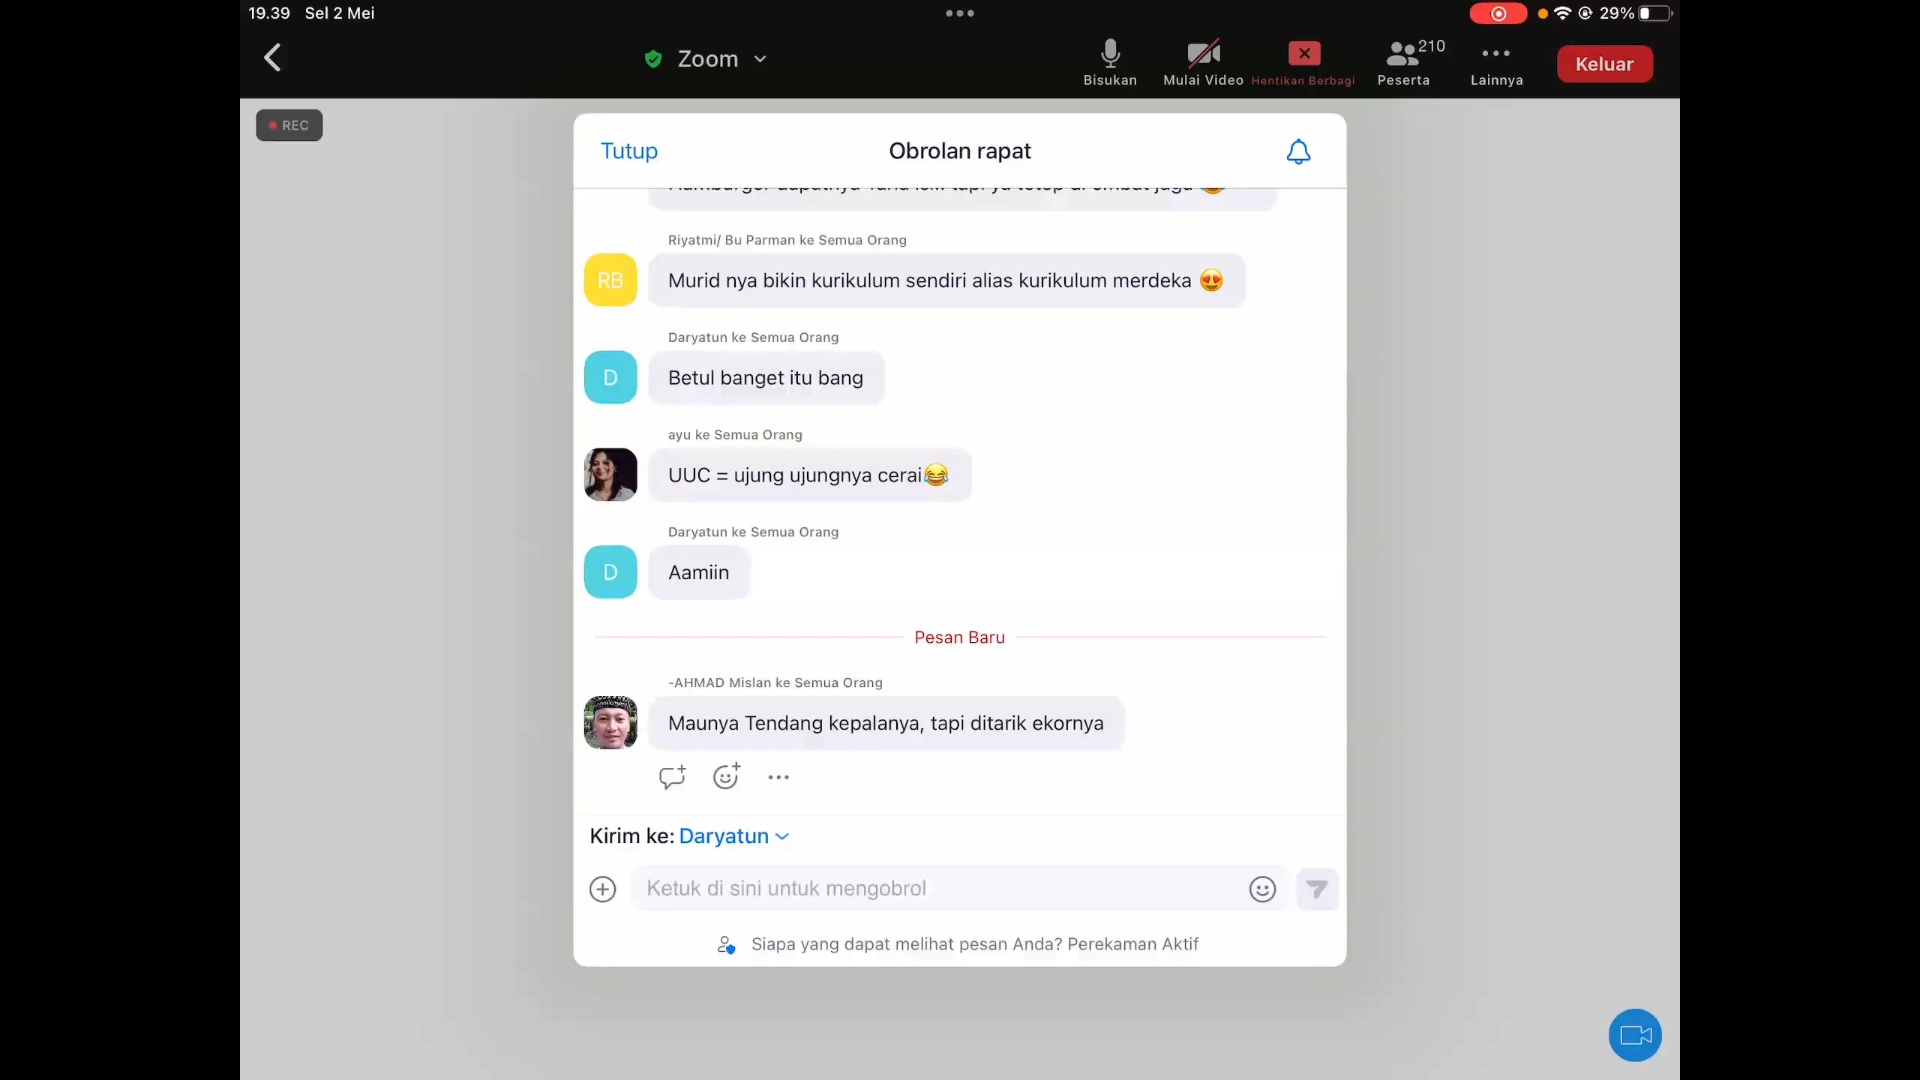 19.39 Sel 2 Mei
29%
Zoom
Bisukan
Mulai Video
Hentikan Berbagi
210
Peserta
Lainnya
Keluar
REC
Tutup
Obrolan rapat
Riyatmi/ Bu Parman ke Semua Orang
RB
Murid nya bikin kurikulum sendiri alias kurikulum merdeka 😍
Daryatun ke Semua Orang
D
Betul banget itu bang
ayu ke Semua Orang
UUC = ujung ujungnya cerai😂
Daryatun ke Semua Orang
D
Aamiin
Pesan Baru
-AHMAD Mislan ke Semua Orang
Maunya Tendang kepalanya, tapi ditarik ekornya
Kirim ke: Daryatun
Ketuk di sini untuk mengobrol
Siapa yang dapat melihat pesan Anda? Perekaman Aktif